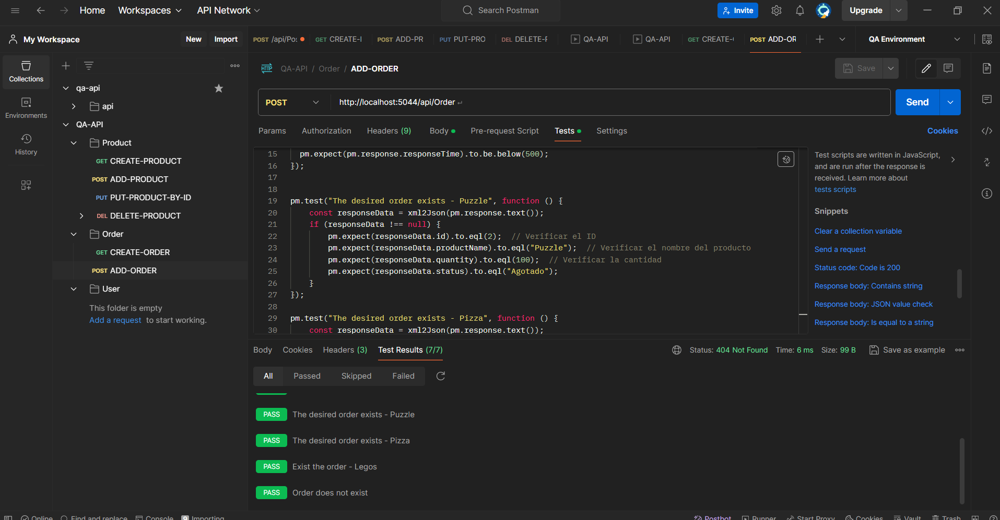 Home Workspaces API Network Search Postman Invite Upgrade
My Workspace New Import POST /api/Pos GET CREATE-I POST ADD-PR PUT PUT-PRO DEL DELETE-F QA-API QA-API GET CREATE-( POST ADD-OR QA Environment
Collections
Environments
History
qa-api
api
QA-API
Product
GET CREATE-PRODUCT
POST ADD-PRODUCT
PUT PUT-PRODUCT-BY-ID
DEL DELETE-PRODUCT
Order
GET CREATE-ORDER
POST ADD-ORDER
User
This folder is empty
Add a request to start working.
HTTP QA-API / Order / ADD-ORDER Save
POST http://localhost:5044/api/Order Send
Params Authorization Headers (9) Body Pre-request Script Tests Settings Cookies
15 pm.expect(pm.response.responseTime).to.be.below(500);
16 });
17
18
19 pm.test("The desired order exists - Puzzle", function () {
20 const responseData = xml2Json(pm.response.text());
21 if (responseData !== null) {
22 pm.expect(responseData.id).to.eql(2); // Verificar el ID
23 pm.expect(responseData.productName).to.eql("Puzzle"); // Verificar el nombre del producto
24 pm.expect(responseData.quantity).to.eql(100); // Verificar la cantidad
25 pm.expect(responseData.status).to.eql("Agotado");
26 }
27 });
28
29 pm.test("The desired order exists - Pizza", function () {
30 const responseData = xml2Json(pm.response.text());
Test scripts are written in JavaScript,
and are run after the response is
received. Learn more about
tests scripts
Snippets
Clear a collection variable
Send a request
Status code: Code is 200
Response body: Contains string
Response body: JSON value check
Response body: Is equal to a string
Body Cookies Headers (3) Test Results (7/7) Status: 404 Not Found Time: 6 ms Size: 99 B Save as example
All Passed Skipped Failed
PASS The desired order exists - Puzzle
PASS The desired order exists - Pizza
PASS Exist the order - Legos
PASS Order does not exist
Online Find and replace Console Importing Postbot Runner Start Proxy Cookies Vault Trash